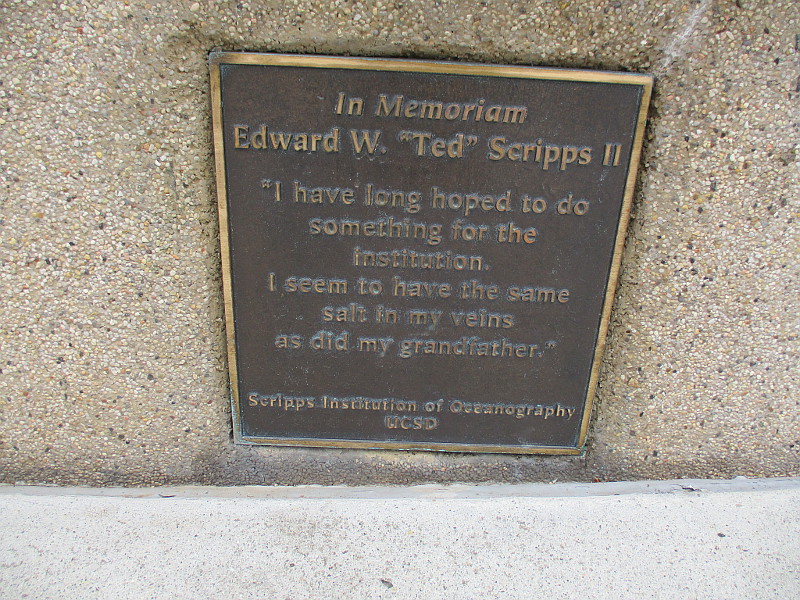 In Memoriam
Edward W. “Ted” Scripps II
“I have long hoped to do
something for the
institution.
I seem to have the same
salt in my veins
as did my grandfather.”
Scripps Institution of Oceanography
UCSD